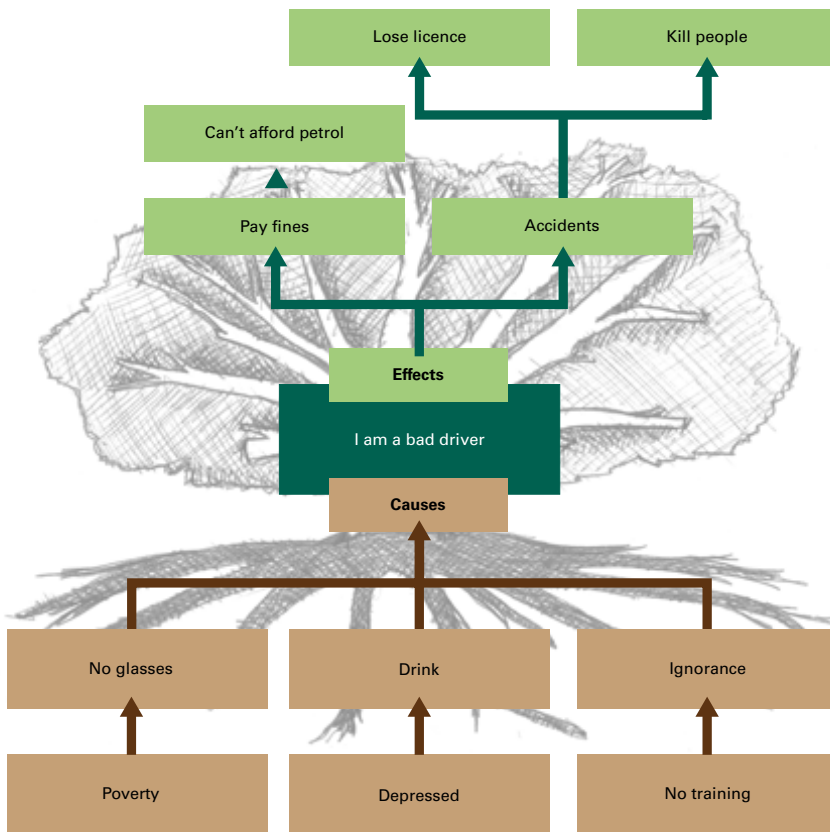 Lose licence
Kill people
Can't afford petrol
Pay fines
Accidents
Effects
I am a bad driver
Causes
No glasses
Drink
Ignorance
Poverty
Depressed
No training